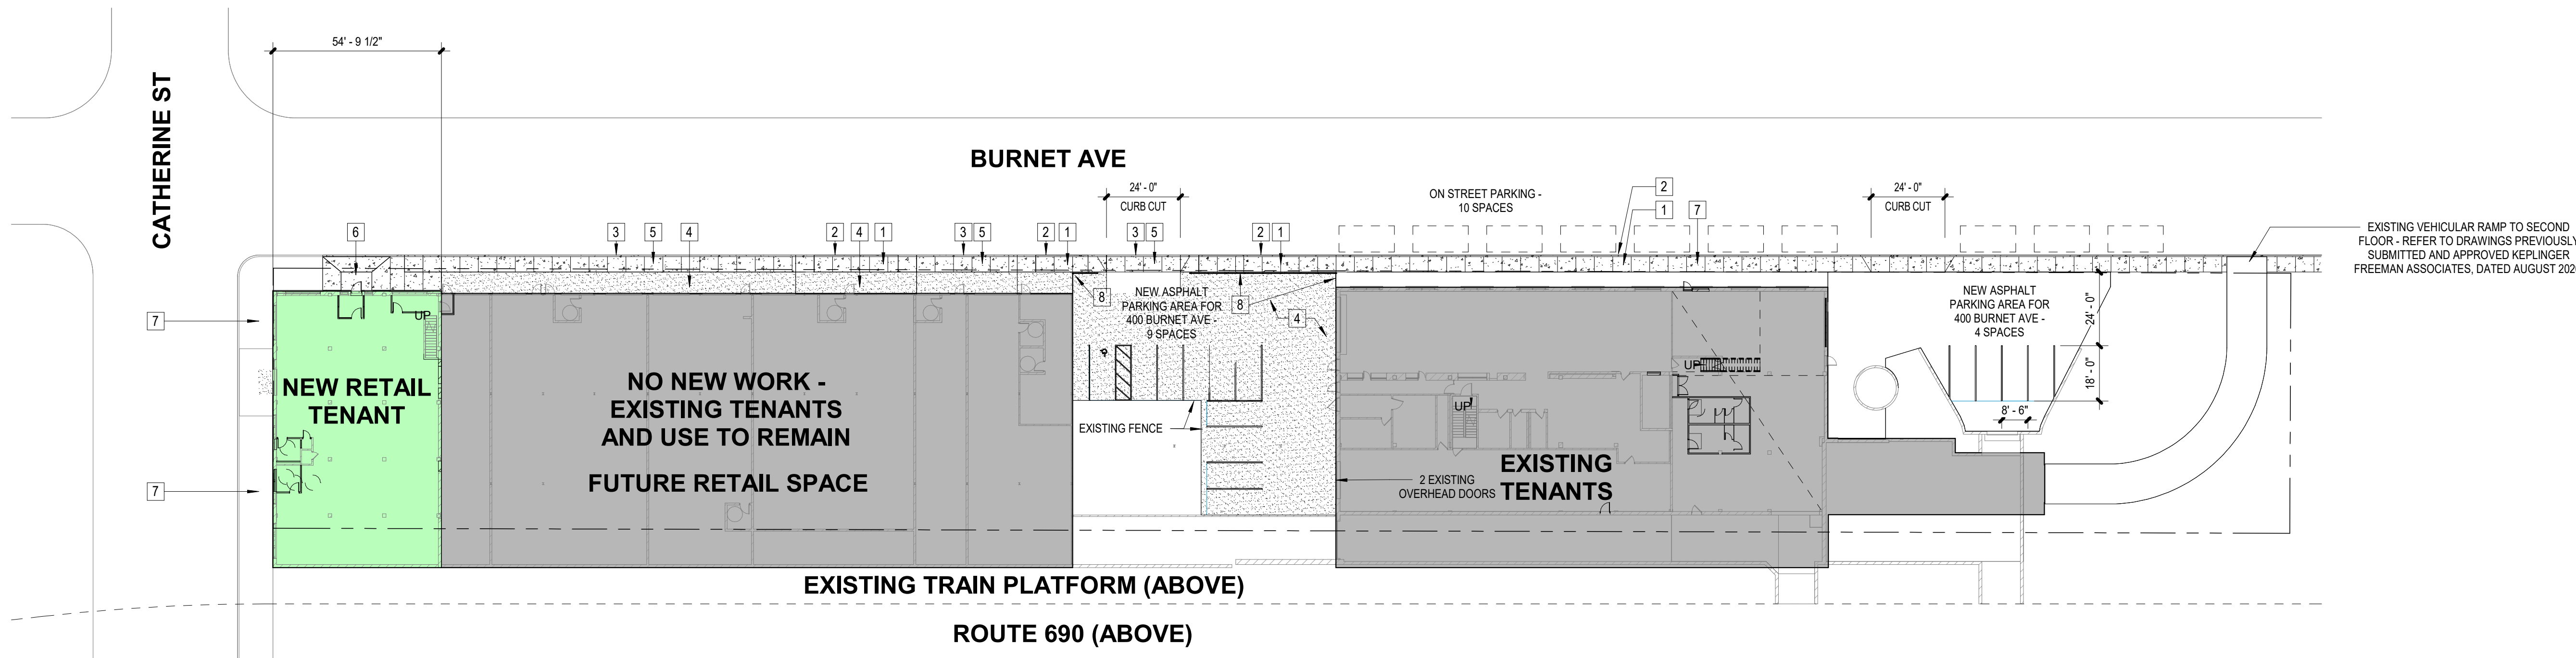 54' - 9 1/2"
CATHERINE ST
BURNET AVE
24' - 0"
CURB CUT
ON STREET PARKING -
10 SPACES
2
1
7
24' - 0"
CURB CUT
EXISTING VEHICULAR RAMP TO SECOND
FLOOR - REFER TO DRAWINGS PREVIOUSLY
SUBMITTED AND APPROVED KEPLINGER
FREEMAN ASSOCIATES, DATED AUGUST 202
6
3
5
4
2
4
1
3
5
2
1
3
5
2
1
7
7
UP
NEW RETAIL
TENANT
NO NEW WORK -
EXISTING TENANTS
AND USE TO REMAIN
FUTURE RETAIL SPACE
8
NEW ASPHALT
PARKING AREA FOR
400 BURNET AVE -
9 SPACES
8
4
EXISTING FENCE
UP
UP
2 EXISTING
OVERHEAD DOORS
EXISTING
TENANTS
NEW ASPHALT
PARKING AREA FOR
400 BURNET AVE -
4 SPACES
24' - 0"
18' - 0"
8' - 6"
EXISTING TRAIN PLATFORM (ABOVE)
ROUTE 690 (ABOVE)